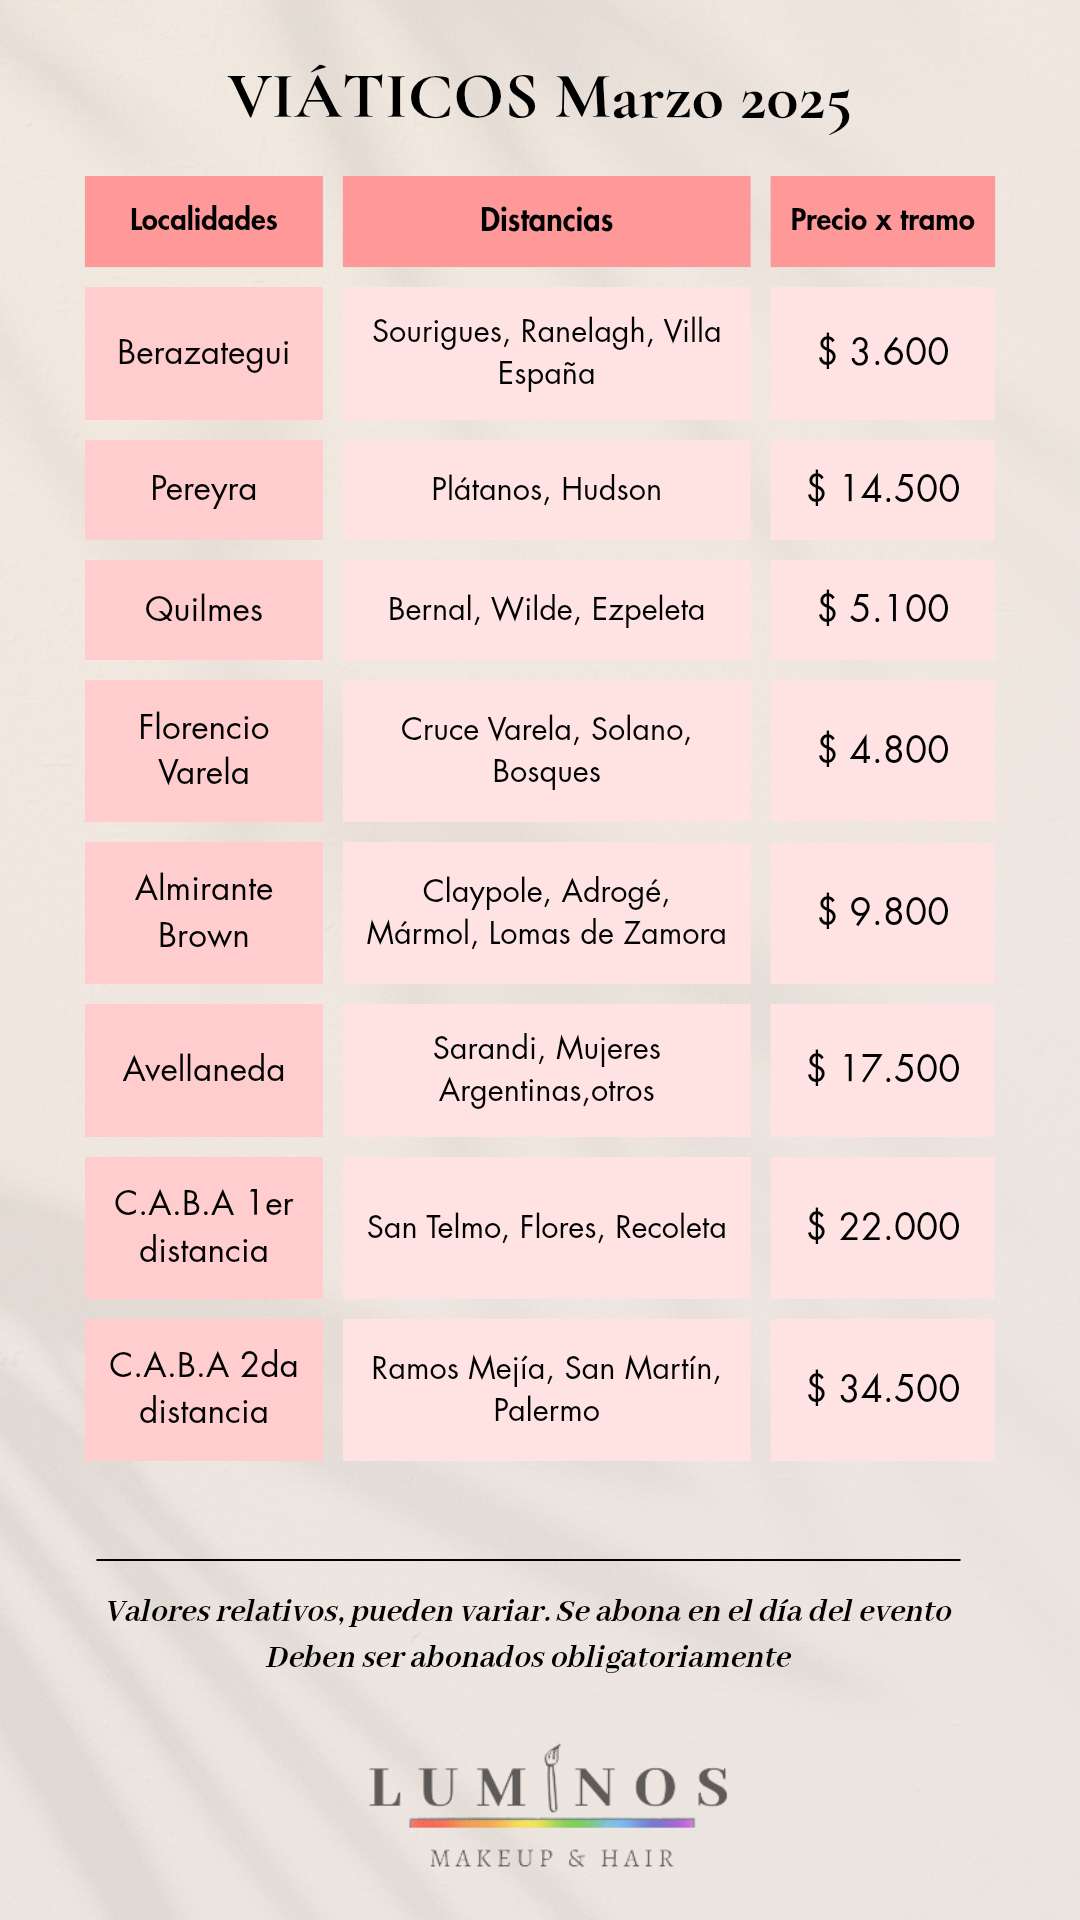 VIÁTICOS Marzo 2025
Localidades
Distancias
Precio x tramo
Berazategui
Sourigues, Ranelagh, Villa
España
$ 3.600
Pereyra
Plátanos, Hudson
$ 14.500
Quilmes
Bernal, Wilde, Ezpeleta
$ 5.100
Florencio
Varela
Cruce Varela, Solano,
Bosques
$ 4.800
Almirante
Brown
Claypole, Adrogé,
Mármol, Lomas de Zamora
$ 9.800
Avellaneda
Sarandi, Mujeres
Argentinas,otros
$ 17.500
C.A.B.A 1er
distancia
San Telmo, Flores, Recoleta
$ 22.000
C.A.B.A 2da
distancia
Ramos Mejía, San Martín,
Palermo
$ 34.500
Valores relativos, pueden variar. Se abona en el día del evento
Deben ser abonados obligatoriamente
LUMINOS
MAKEUP & HAIR